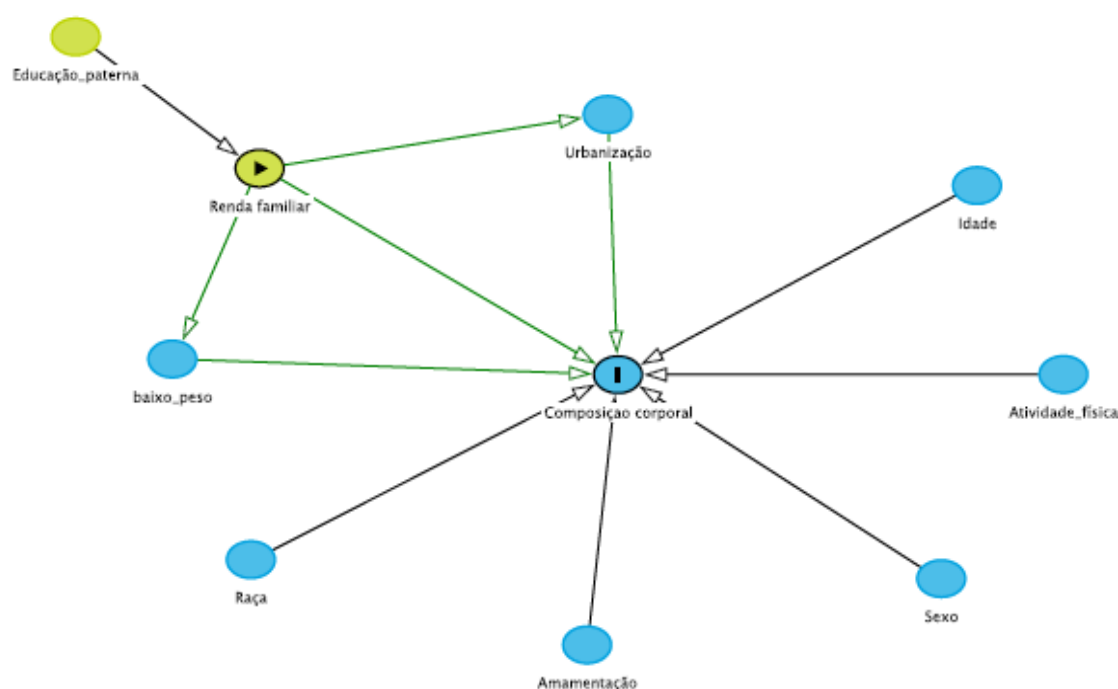 Educação_paterna
Urbanização
Renda familiar
Idade
baixo_peso
Composiçao corporal
Atividade_física
Raça
Sexo
Amamentação